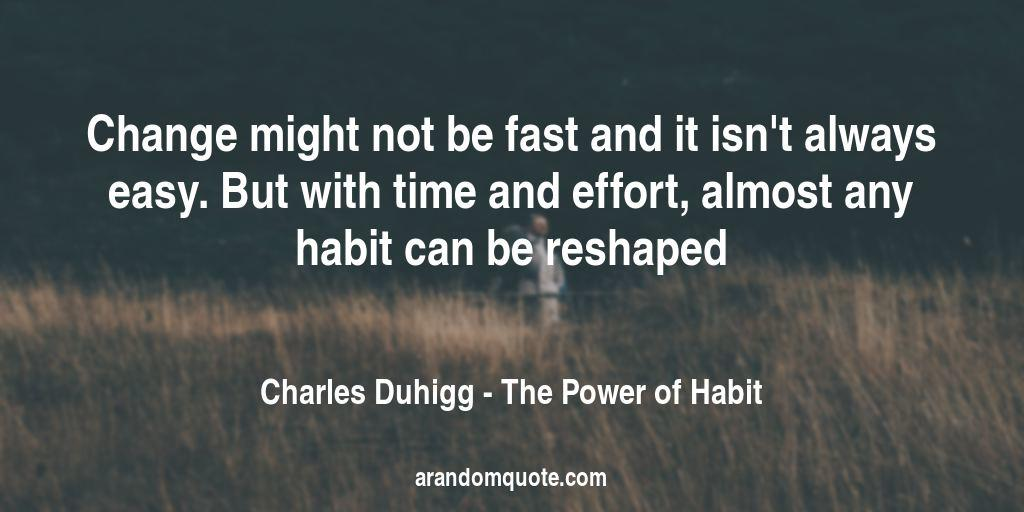 Change might not be fast and it isn't always
easy. But with time and effort, almost any
habit can be reshaped
Charles Duhigg - The Power of Habit
arandomquote.com